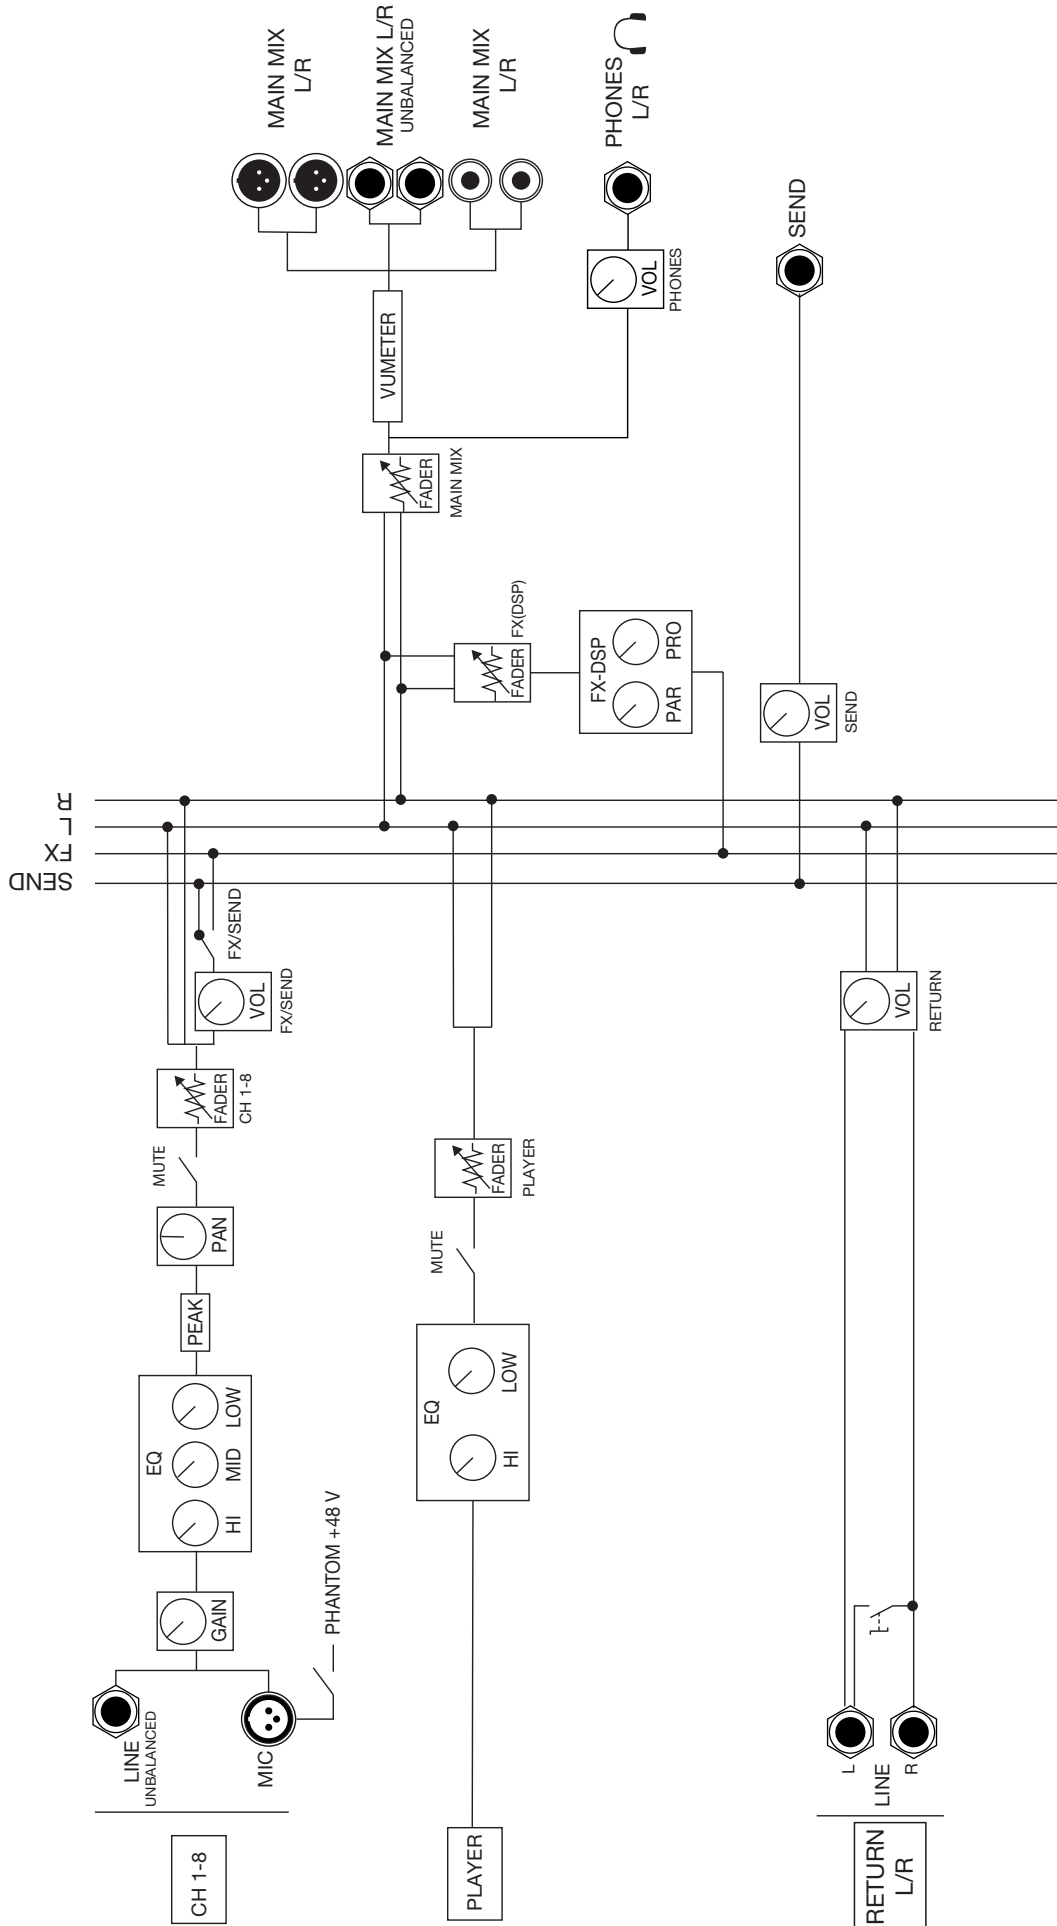 CH 1-8
LINE
UNBALANCED
MIC
PHANTOM +48 V
GAIN
EQ
HI
MID
LOW
PEAK
PAN
MUTE
FADER
CH 1-8
VOL
FX/SEND
FX/SEND
SEND
FX
L
R
MAIN MIX
L/R
MAIN MIX L/R
UNBALANCED
MAIN MIX
L/R
VUMETER
FADER
MAIN MIX
PLAYER
EQ
HI
LOW
MUTE
FADER
PLAYER
FADER
FX(DSP)
FX-DSP
PAR
PRO
VOL
PHONES
PHONES
L/R
RETURN
L/R
L
LINE
R
VOL
RETURN
VOL
SEND
SEND